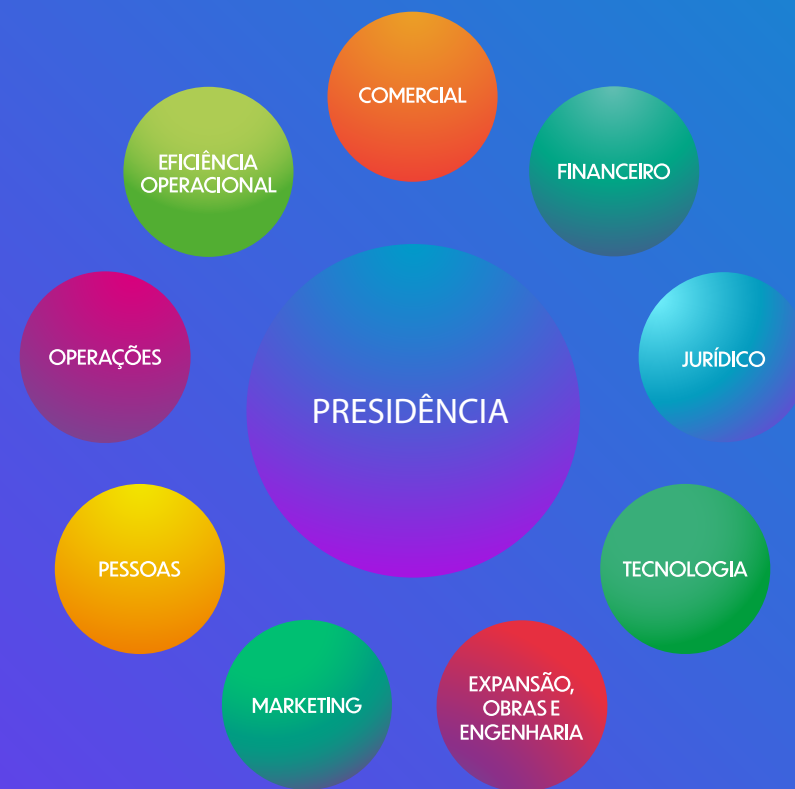 COMERCIAL
EFICIÊNCIA
OPERACIONAL
FINANCEIRO
OPERAÇÕES
JURÍDICO
PRESIDÊNCIA
PESSOAS
TECNOLOGIA
MARKETING
EXPANSÃO,
OBRAS E
ENGENHARIA